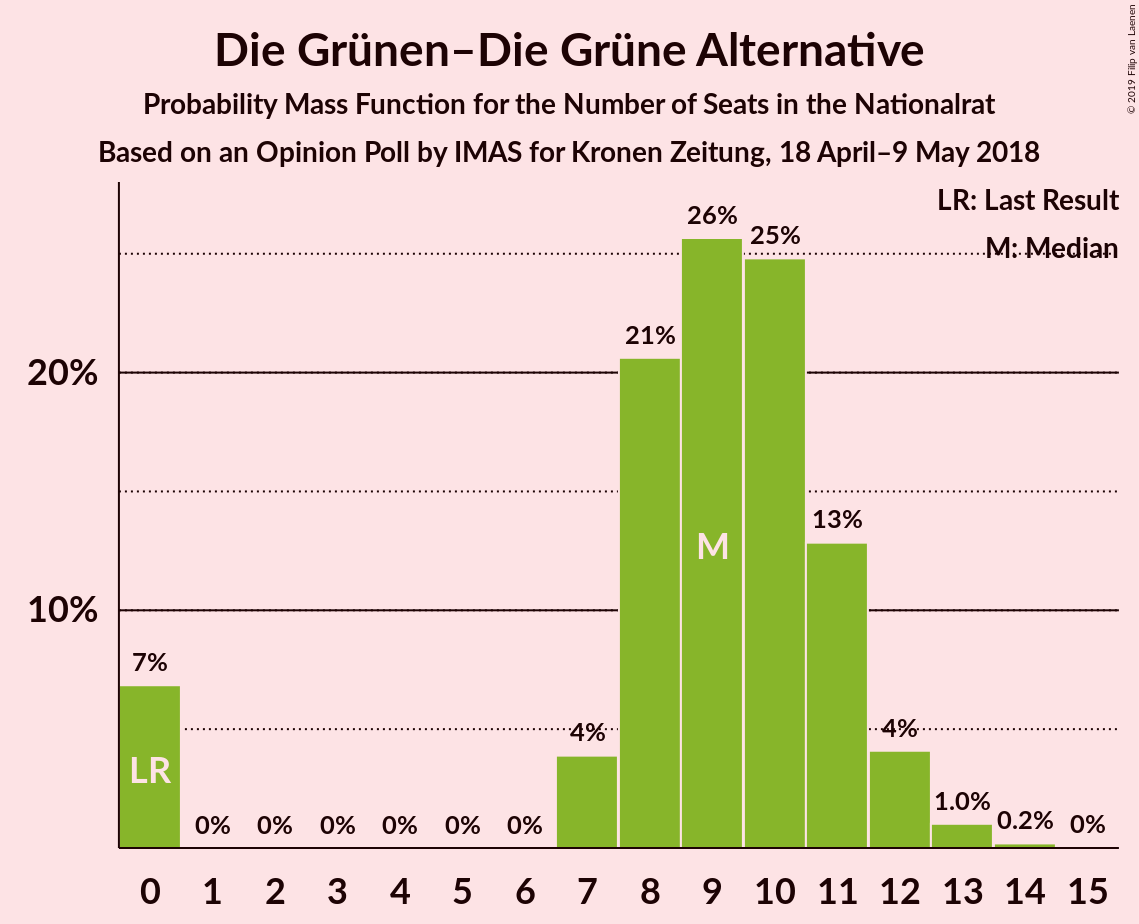 Die Grünen–Die Grüne Alternative
Probability Mass Function for the Number of Seats in the Nationalrat
Based on an Opinion Poll by IMAS for Kronen Zeitung, 18 April–9 May 2018
© 2019 Filip van Laenen
LR: Last Result
M: Median
26%
25%
21%
20%
13%
M
10%
7%
4%
4%
LR
1.0%
0.2%
0% 0% 0% 0% 0% 0% 0%
0 1 2 3 4 5 6 7 8 9 10 11 12 13 14 15